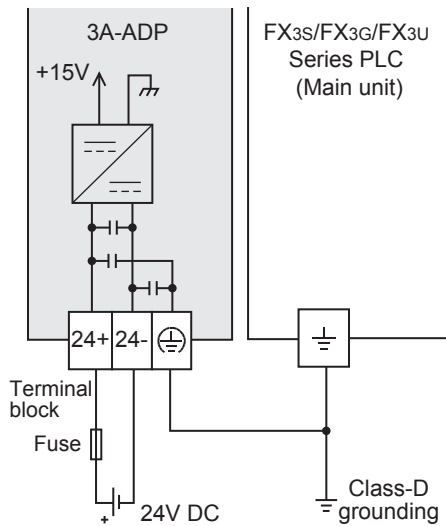 3A-ADP
FX3S/FX3G/FX3U
Series PLC
(Main unit)
+15V
24+ 24-
Terminal
block
Fuse
+
24V DC
Class-D
grounding